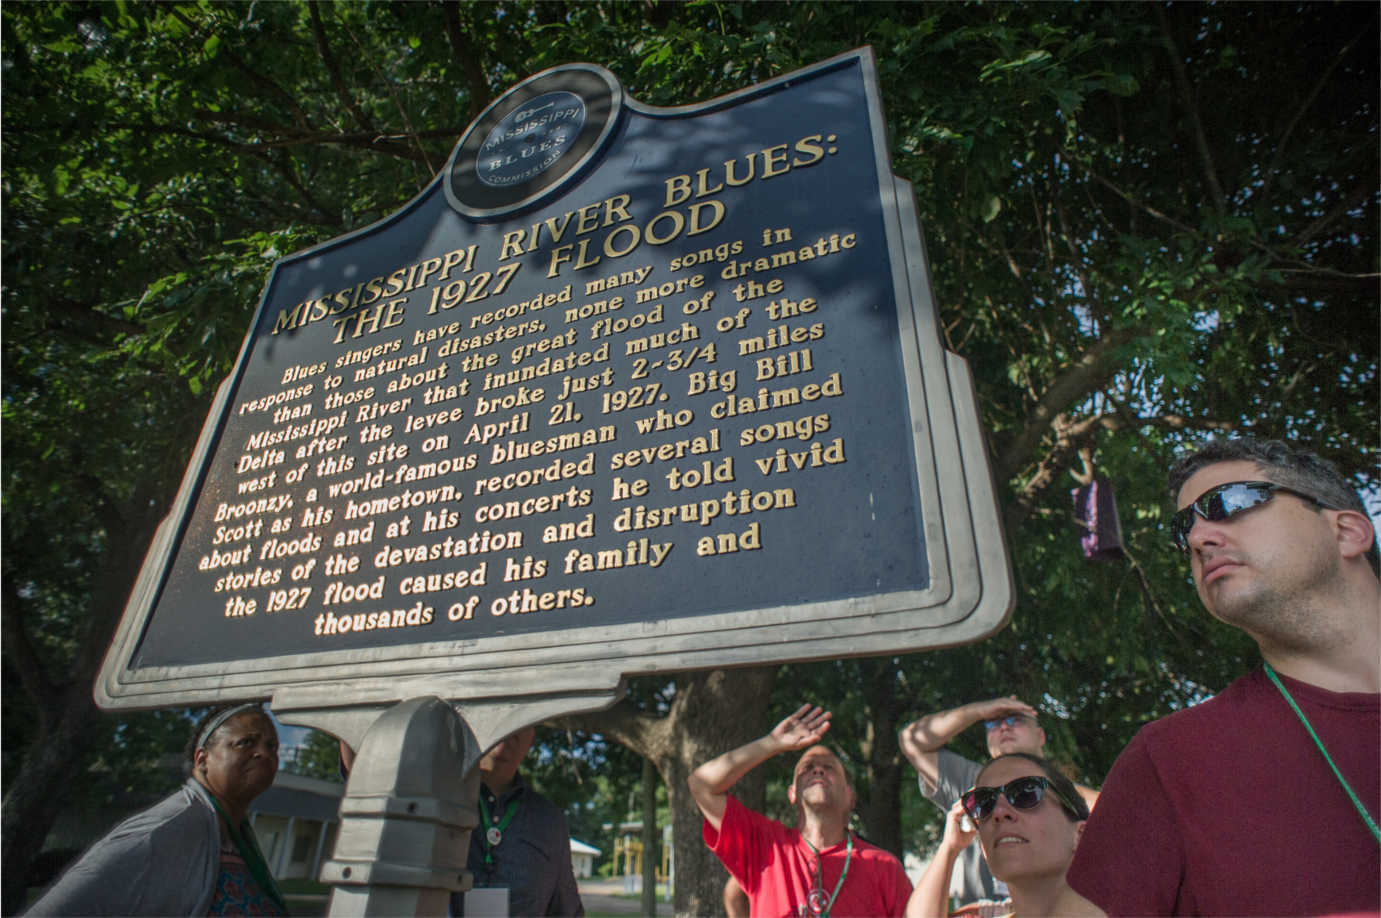 MISSISSIPPI
BLUES
COMMISSION
MISSISSIPPI RIVER BLUES:
THE 1927 FLOOD
Blues singers have recorded many songs in
response to natural disasters, none more dramatic
than those about the great flood of the
Mississippi River that inundated much of the
Delta after the levee broke just 2-3/4 miles
west of this site on April 21, 1927. Big Bill
Broonzy, a world-famous bluesman who claimed
Scott as his hometown, recorded several songs
about floods and at his concerts he told vivid
stories of the devastation and disruption
the 1927 flood caused his family and
thousands of others.